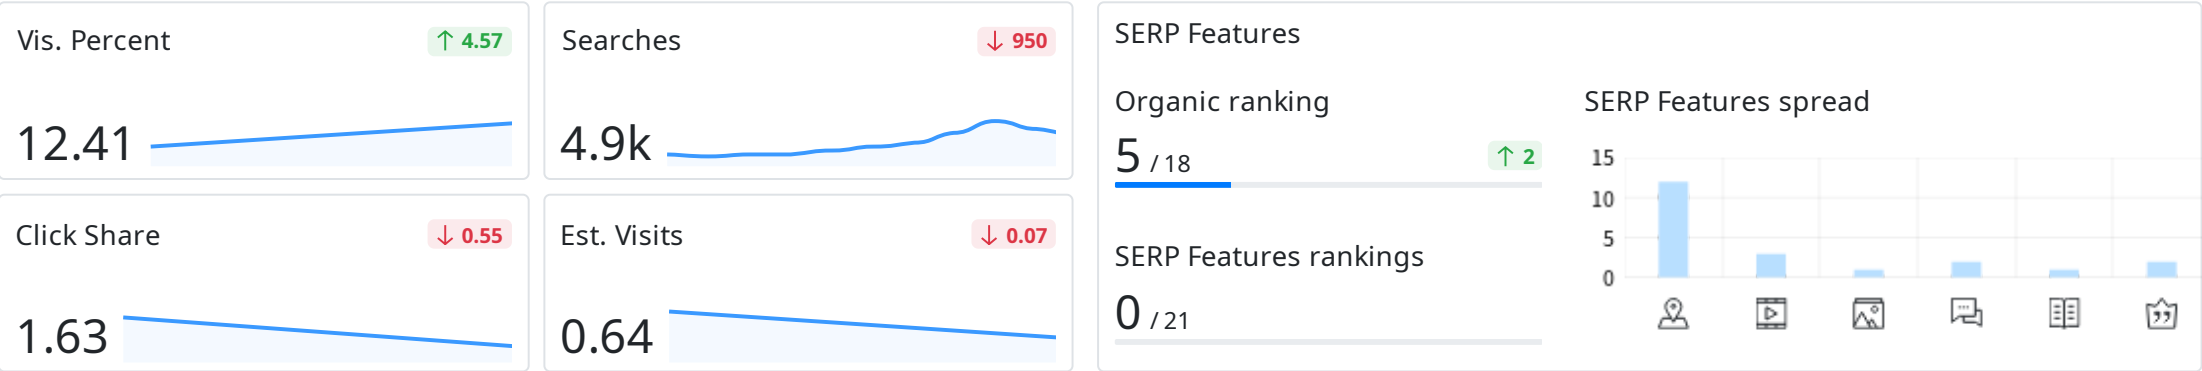 Vis. Percent
↑ 4.57
12.41
Searches
↓ 950
4.9k
Click Share
↓ 0.55
1.63
Est. Visits
↓ 0.07
0.64
SERP Features
Organic ranking
5 / 18
↑ 2
SERP Features rankings
0 / 21
SERP Features spread
15
10
5
0